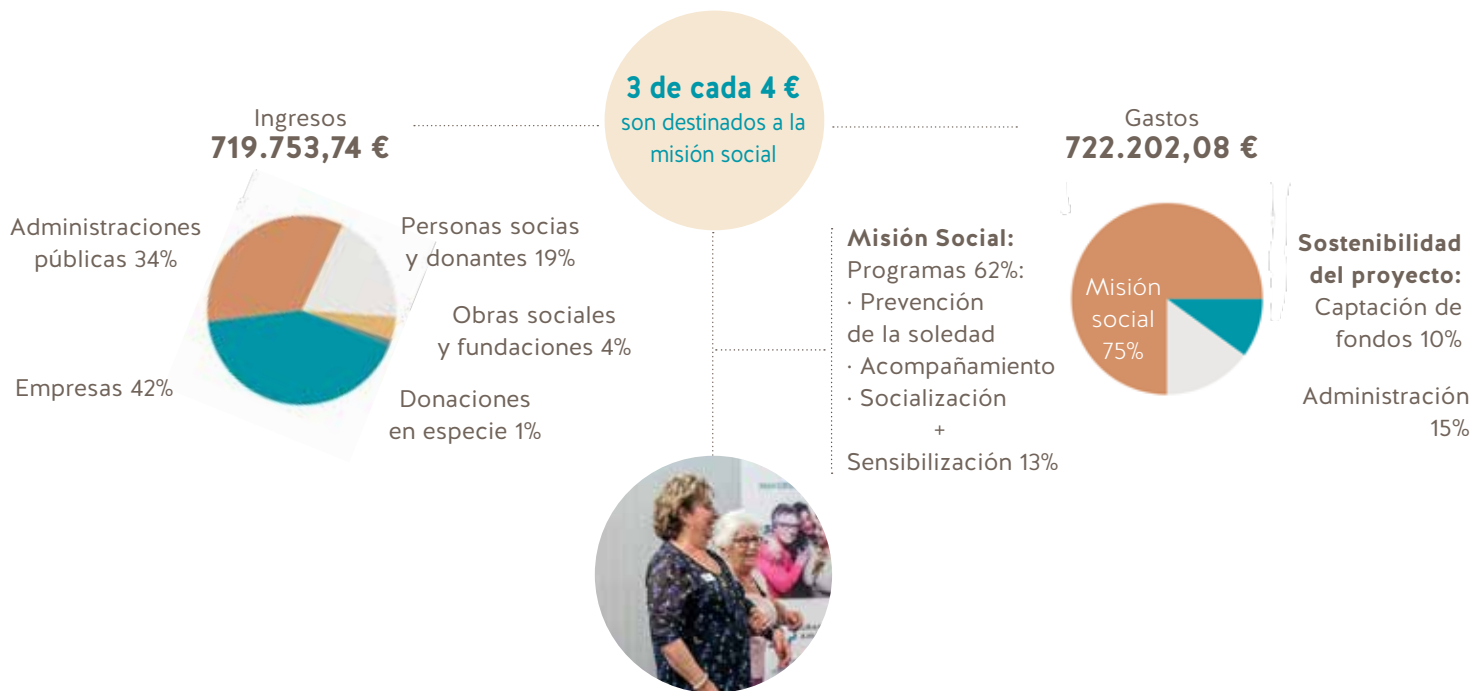 3 de cada 4 €
son destinados a la
misión social
Ingresos
719.753,74 €
Administraciones
públicas 34%
Personas socias
y donantes 19%
Obras sociales
y fundaciones 4%
Empresas 42%
Donaciones
en especie 1%
Gastos
722.202,08 €
Misión Social:
Programas 62%:
· Prevención
de la soledad
· Acompañamiento
· Socialización
+
Sensibilización 13%
Misión
social
75%
Sostenibilidad
del proyecto:
Captación de
fondos 10%
Administración
15%